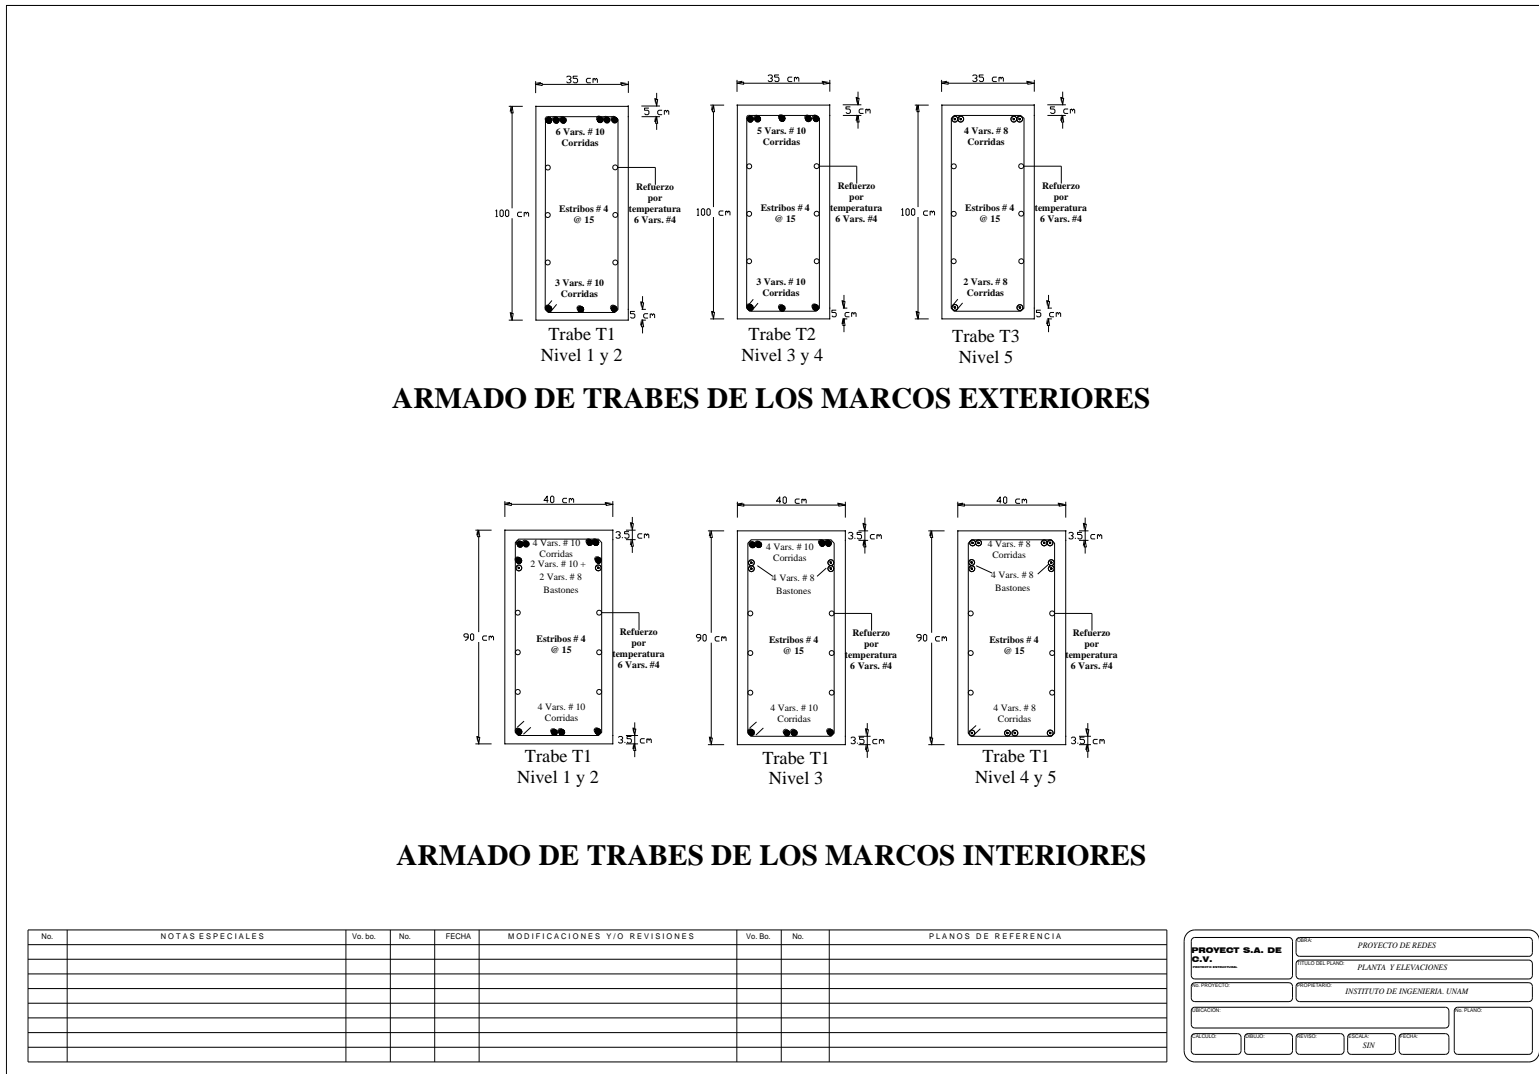 35 cm
5 cm
6 Vars. # 10
Corridas
Refuerzo
por
temperatura
6 Vars. #4
100 cm
Estribos # 4
@ 15
3 Vars. # 10
Corridas
5 cm
Trabe T1
Nivel 1 y 2
35 cm
5 cm
5 Vars. # 10
Corridas
Refuerzo
por
temperatura
6 Vars. #4
100 cm
Estribos # 4
@ 15
3 Vars. # 10
Corridas
5 cm
Trabe T2
Nivel 3 y 4
35 cm
5 cm
4 Vars. # 8
Corridas
Refuerzo
por
temperatura
6 Vars. #4
100 cm
Estribos # 4
@ 15
2 Vars. # 8
Corridas
5 cm
Trabe T3
Nivel 5
ARMADO DE TRABES DE LOS MARCOS EXTERIORES
40 cm
3.5 cm
4 Vars. # 10
Corridas
2 Vars. # 10 +
2 Vars. # 8
Bastones
90 cm
Estribos # 4
@ 15
Refuerzo
por
temperatura
6 Vars. #4
4 Vars. # 10
Corridas
3.5 cm
Trabe T1
Nivel 1 y 2
40 cm
3.5 cm
4 Vars. # 10
Corridas
4 Vars. # 8
Bastones
90 cm
Estribos # 4
@ 15
Refuerzo
por
temperatura
6 Vars. #4
4 Vars. # 10
Corridas
3.5 cm
Trabe T1
Nivel 3
40 cm
3.5 cm
4 Vars. # 8
Corridas
4 Vars. # 8
Bastones
90 cm
Estribos # 4
@ 15
Refuerzo
por
temperatura
6 Vars. #4
4 Vars. # 8
Corridas
3.5 cm
Trabe T1
Nivel 4 y 5
ARMADO DE TRABES DE LOS MARCOS INTERIORES
No. NOTAS ESPECIALES Vo. bo. No. FECHA MODIFICACIONES Y/O REVISIONES Vo. Bo. No. PLANOS DE REFERENCIA
PROYECT S.A. DE
C.V.
PROYECTO ESTRUCTURAL
OBRA: PROYECTO DE REDES
TITULO DEL PLANO: PLANTA Y ELEVACIONES
No. PROYECTO:
PROPIETARIO: INSTITUTO DE INGENIERIA. UNAM
UBICACION:
No. PLANO:
CALCULO:
DIBUJO:
REVISO:
ESCALA:
SIN
FECHA: